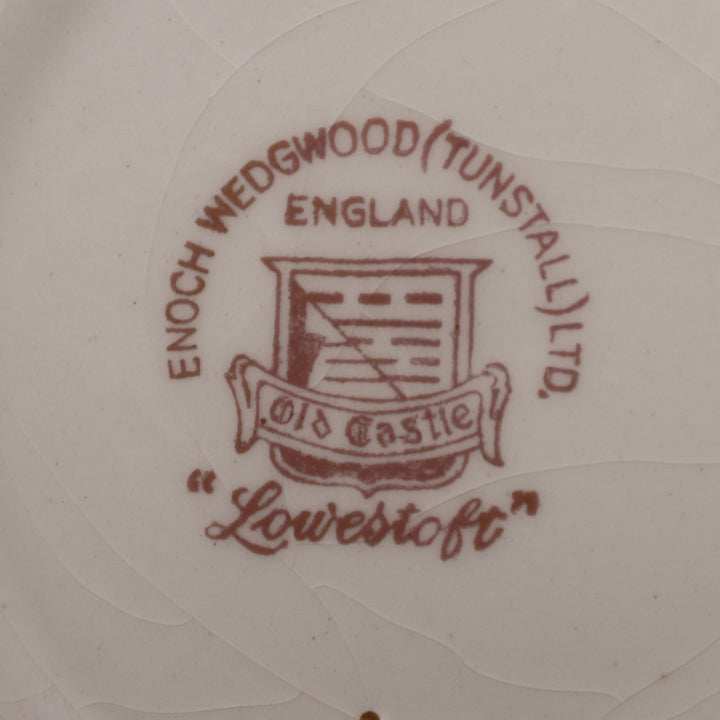 ENOCH WEDGWOOD (TUNSTALL) LTD.
ENGLAND
Old Castle
"Lowestoft"